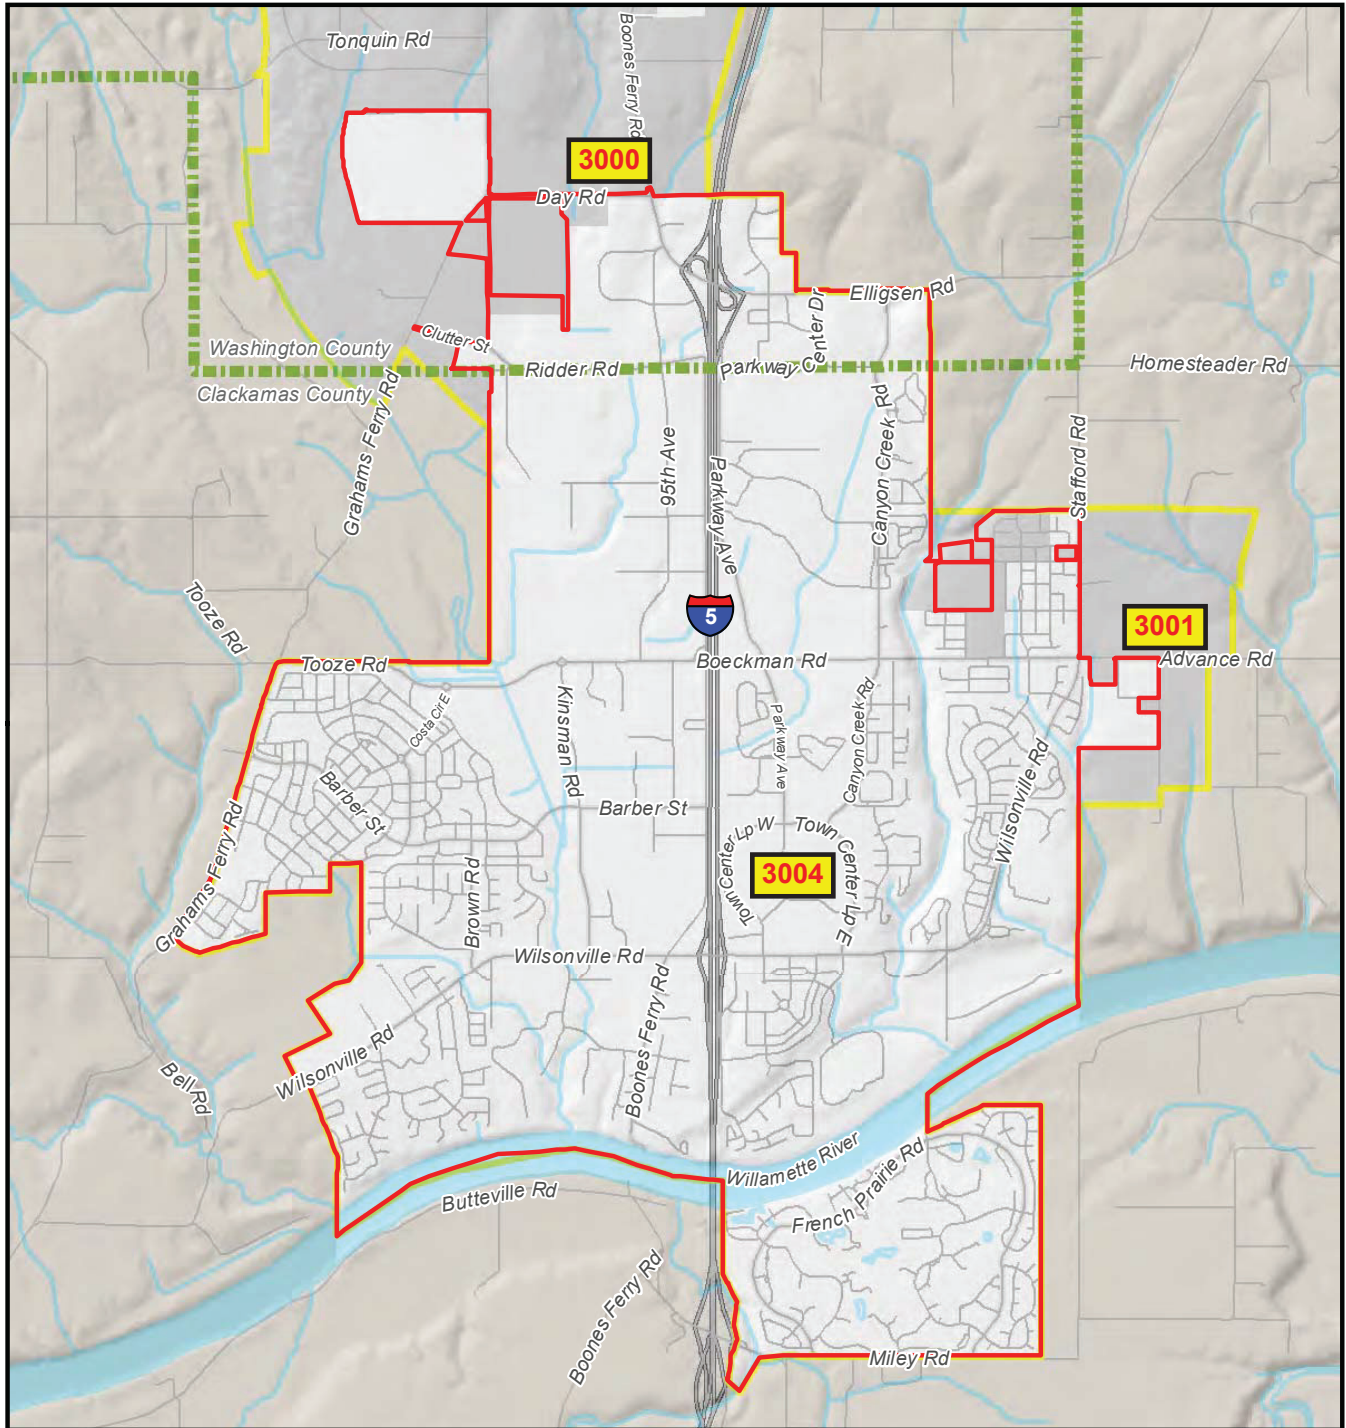 Tonquin Rd
Boones Ferry Rd
3000
Day Rd
Elligsen Rd
Clutter St
Washington County
Clackamas County
Ridder Rd
Parkway Center Dr
Homesteader Rd
Grahams Ferry Rd
95th Ave
Parkway Ave
Canyon Creek Rd
Stafford Rd
Tooze Rd
5
3001
Tooze Rd
Boeckman Rd
Advance Rd
Costa Cir E
Kinsman Rd
Parkway Ave
Canyon Creek Rd
Wilsonville Rd
Barber St
Barber St
Town Center Lp W
Town Center Lp E
3004
Grahams Ferry Rd
Brown Rd
Wilsonville Rd
Boones Ferry Rd
Wilsonville Rd
Bell Rd
Willamette River
French Prairie Rd
Butteville Rd
Boones Ferry Rd
Miley Rd